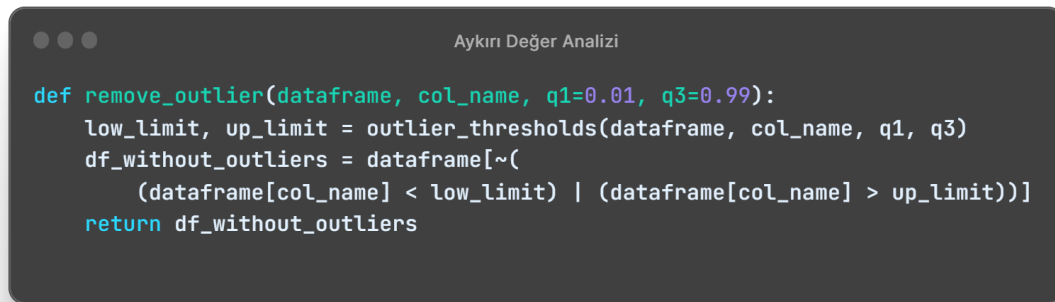 Aykırı Değer Analizi
def remove_outlier(dataframe, col_name, q1=0.01, q3=0.99):
    low_limit, up_limit = outlier_thresholds(dataframe, col_name, q1, q3)
    df_without_outliers = dataframe[~(
        (dataframe[col_name] < low_limit) | (dataframe[col_name] > up_limit))]
    return df_without_outliers